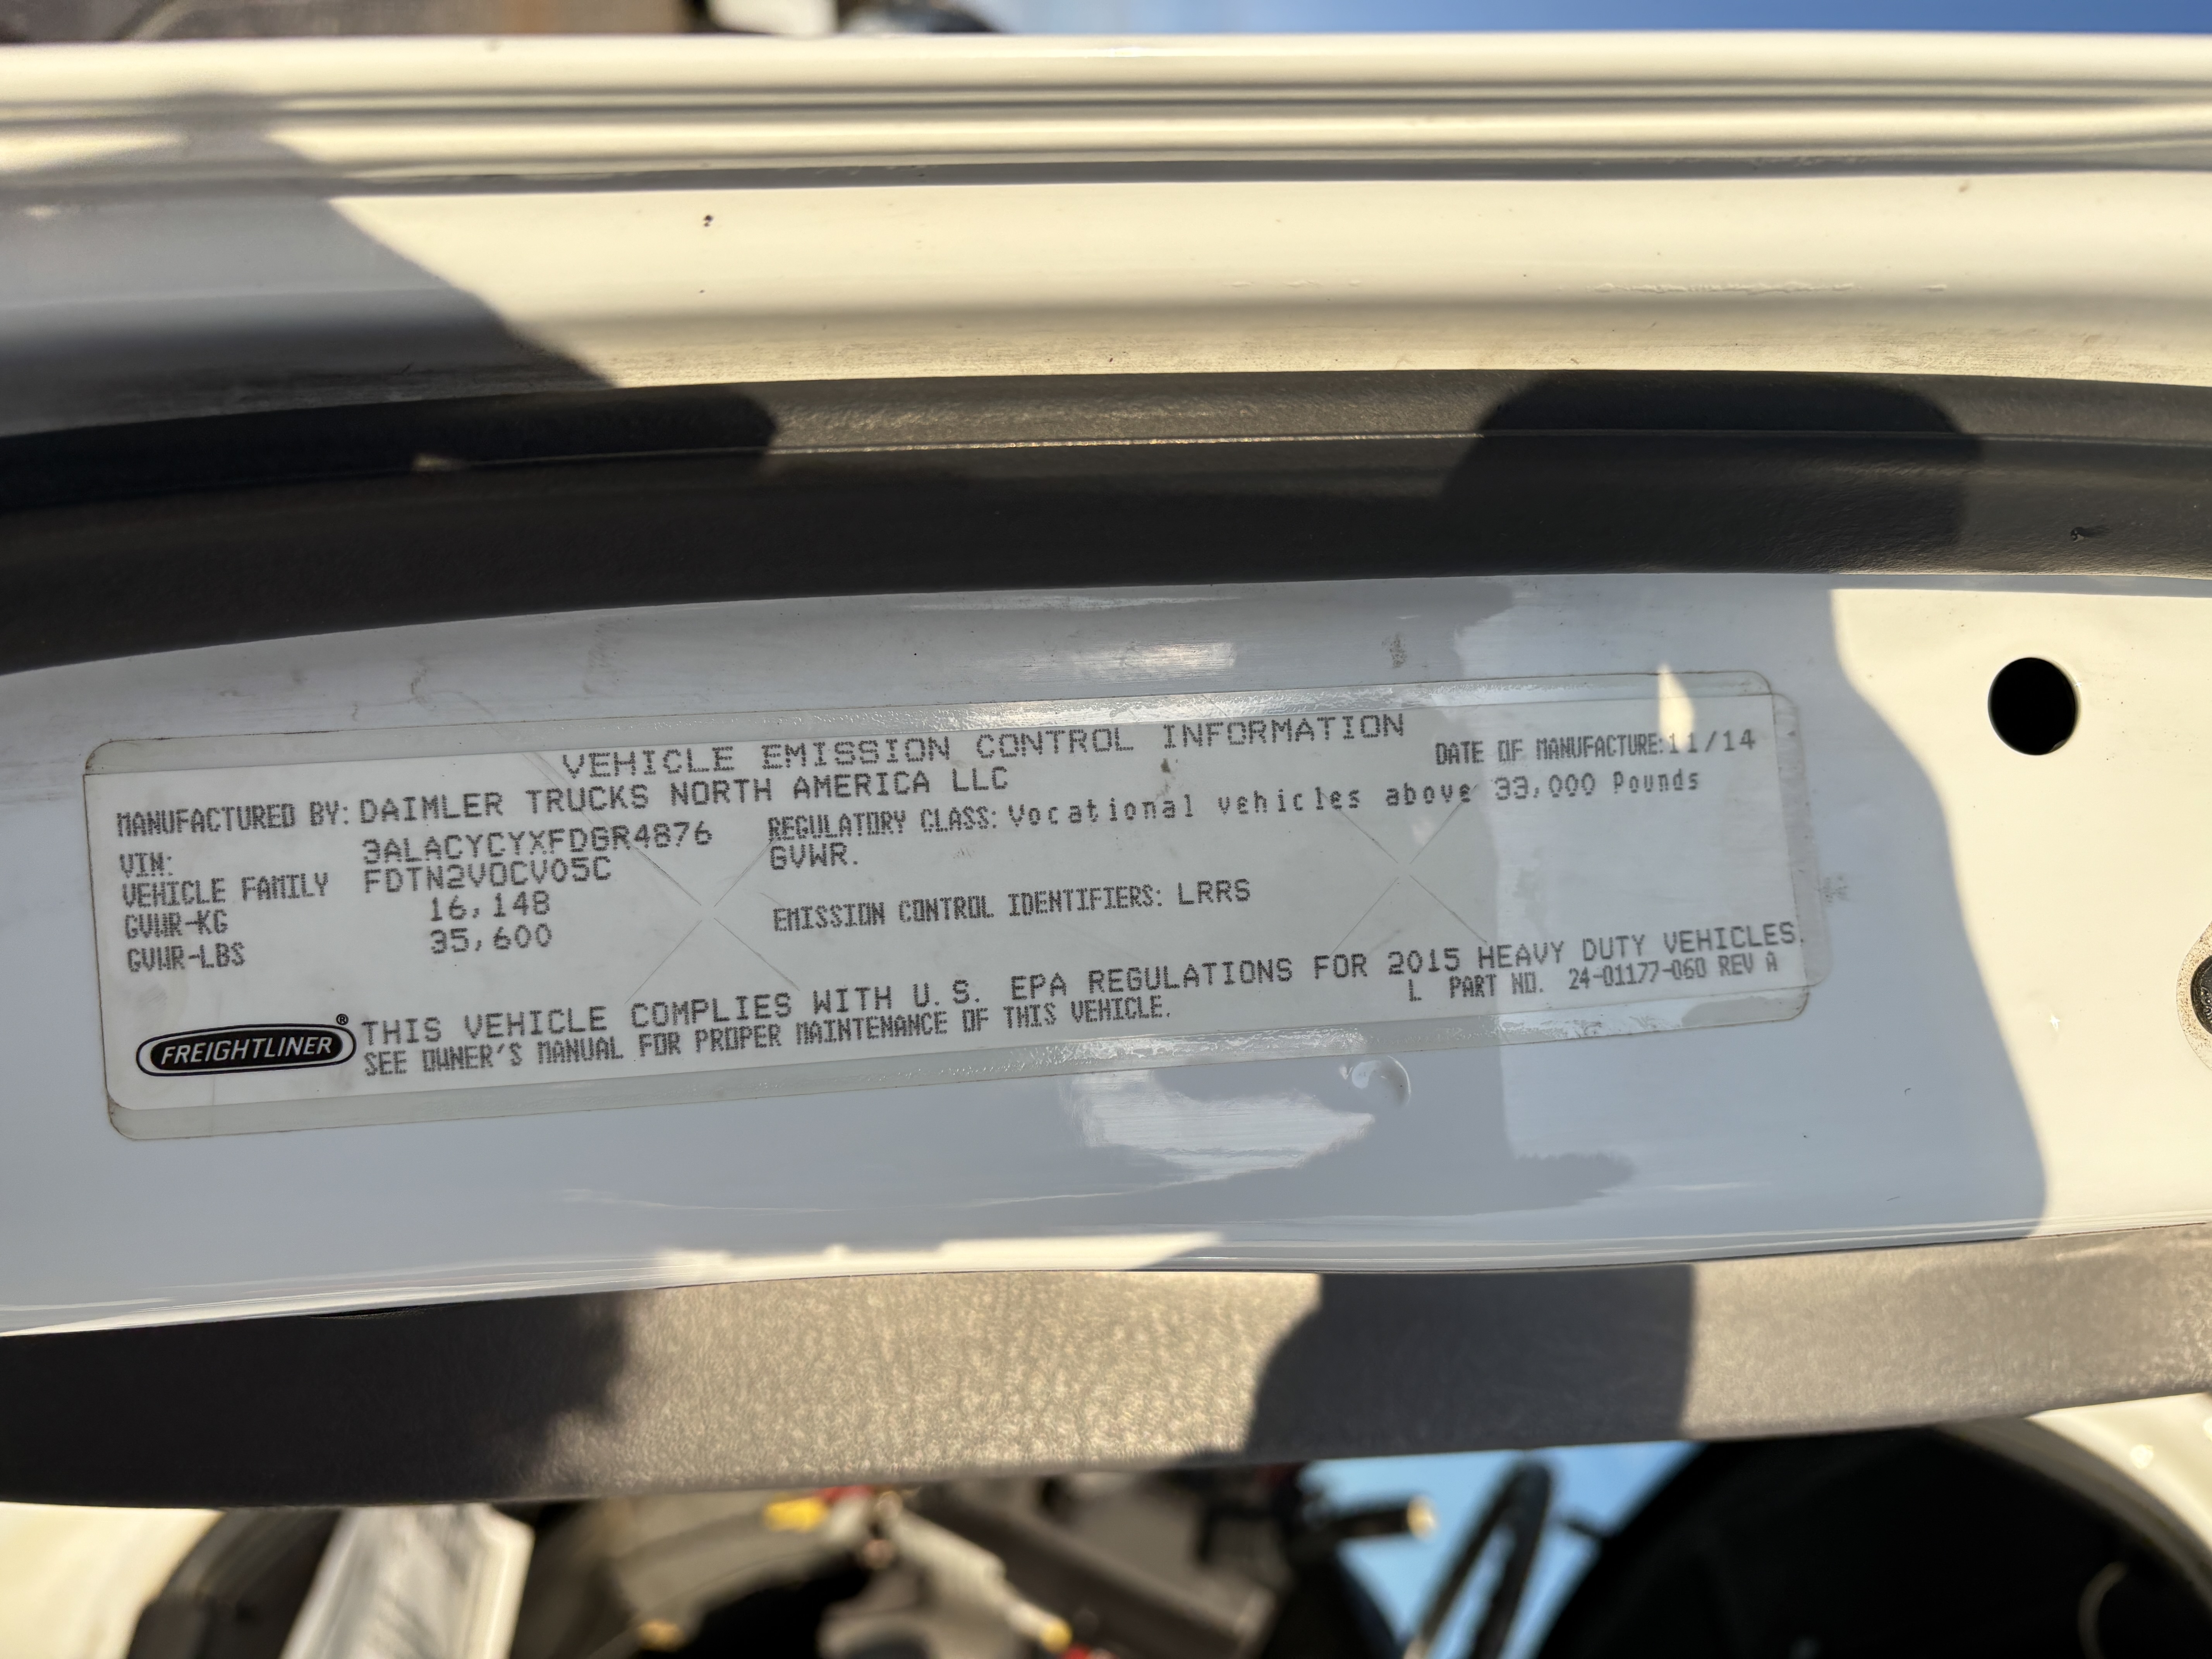 VEHICLE EMISSION CONTROL INFORMATION
DATE OF MANUFACTURE:11/14
MANUFACTURED BY: DAIMLER TRUCKS NORTH AMERICA LLC
VIN: 3ALACYCYXFDGR4876
REGULATORY CLASS: Vocational vehicles above 33,000 Pounds
GVWR.
VEHICLE FAMILY FDTN2VOCV05C
GVWR-KG 16,148
GVWR-LBS 35,600
EMISSION CONTROL IDENTIFIERS: LRRS
THIS VEHICLE COMPLIES WITH U.S. EPA REGULATIONS FOR 2015 HEAVY DUTY VEHICLES.
SEE OWNER'S MANUAL FOR PROPER MAINTENANCE OF THIS VEHICLE.
L PART NO. 24-01177-060 REV A
FREIGHTLINER®